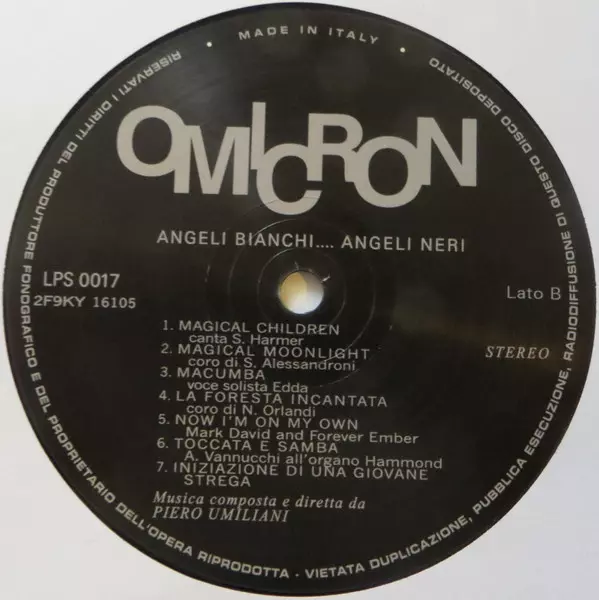 MADE IN ITALY
RISERVATI I DIRITTI DEL PRODUTTORE FONOGRAFICO E DEL PROPRIETARIO DELL'OPERA RIPRODOTTA - VIETATA DUPLICAZIONE, PUBBLICA ESECUZIONE, RADIODIFFUSIONE DI QUESTO DISCO DEPOSITATO
OMICRON
ANGELI BIANCHI.... ANGELI NERI
LPS 0017
2F9KY 16105
Lato B
STEREO
1. MAGICAL CHILDREN
canta S. Harmer
2. MAGICAL MOONLIGHT
coro di S. Alessandroni
3. MACUMBA
voce solista Edda
4. LA FORESTA INCANTATA
coro di N. Orlandi
5. NOW I'M ON MY OWN
Mark David and Forever Ember
6. TOCCATA E SAMBA
A. Vannucchi all'organo Hammond
7. INIZIAZIONE DI UNA GIOVANE
STREGA
Musica composta e diretta da
PIERO UMILIANI